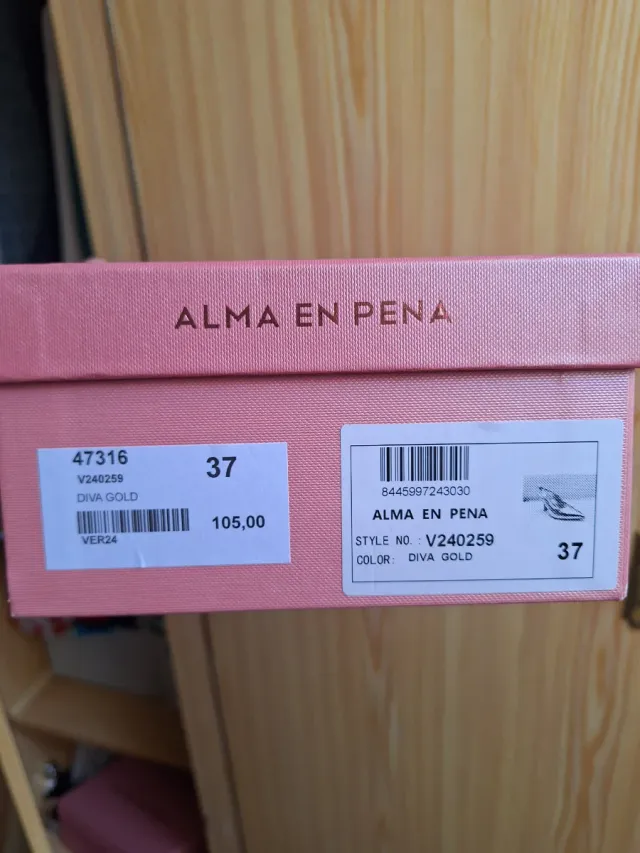 ALMA EN PENA
47316
37
V240259
DIVA GOLD
105,00
VER24
8445997243030
ALMA EN PENA
STYLE NO. : V240259
COLOR: DIVA GOLD
37